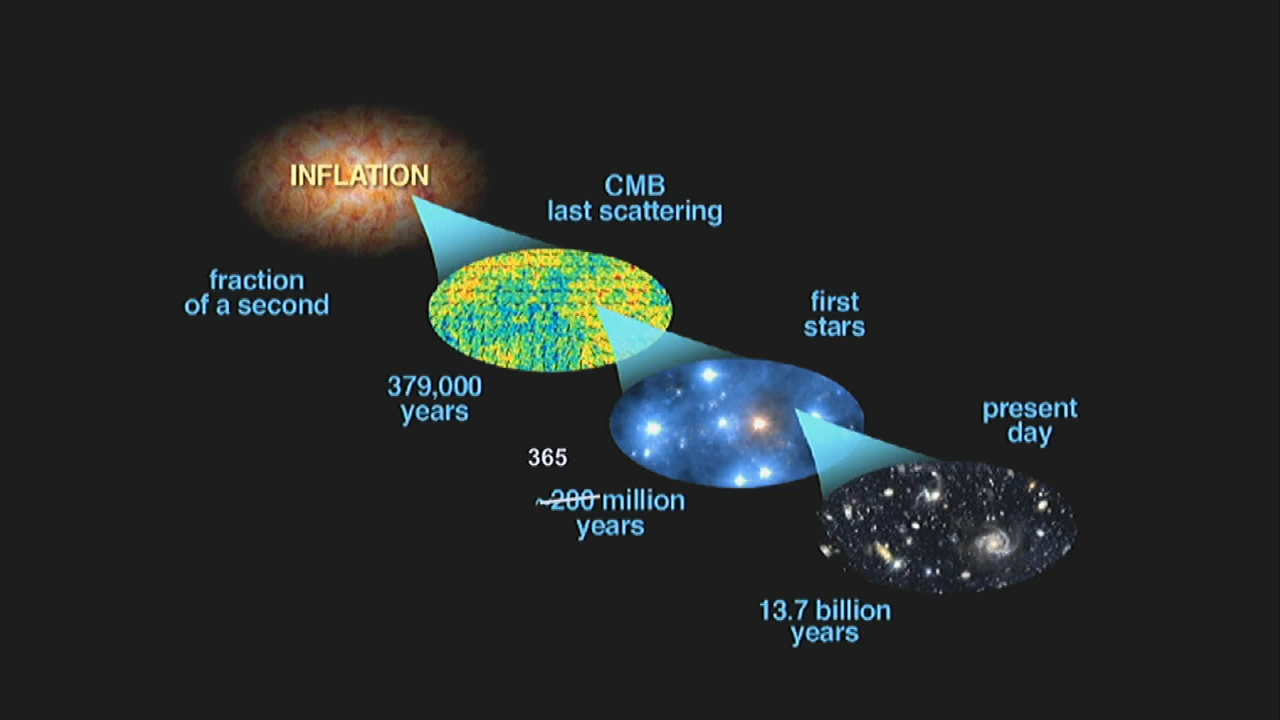 INFLATION
CMB
last scattering
fraction
of a second
first
stars
379,000
years
present
day
365
~200 million
years
13.7 billion
years